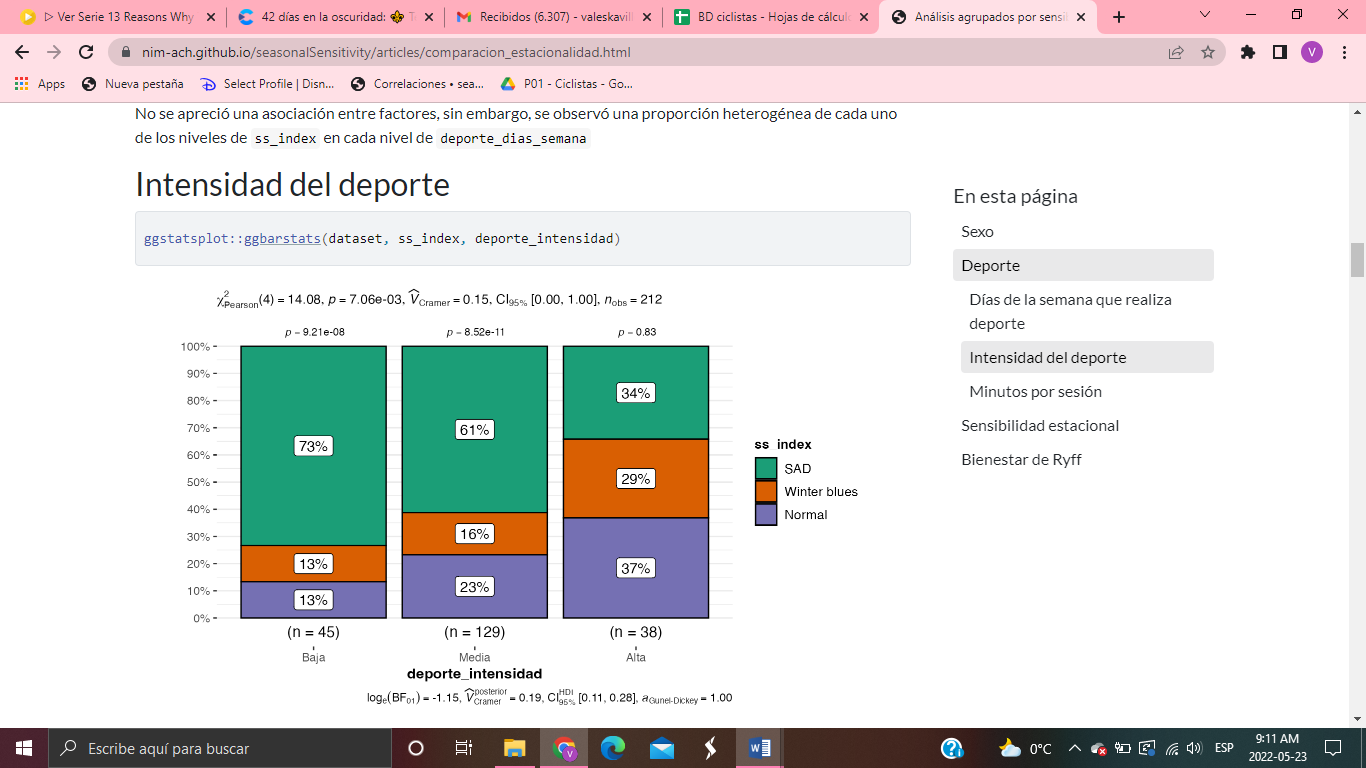 ▷ Ver Serie 13 Reasons Why
42 días en la oscuridad: ⚜ T
Recibidos (6.307) - valeskavill
BD ciclistas - Hojas de cálcul
Análisis agrupados por sensi
nim-ach.github.io/seasonalSensitivity/articles/comparacion_estacionalidad.html
V
Apps
Nueva pestaña
Select Profile | Disn...
Correlaciones • sea...
P01 - Ciclistas - Go...
No se apreció una asociación entre factores, sin embargo, se observó una proporción heterogénea de cada uno
de los niveles de ss_index en cada nivel de deporte_dias_semana
Intensidad del deporte
ggstatsplot::ggbarstats(dataset, ss_index, deporte_intensidad)
χ²Pearson(4) = 14.08, p = 7.06e-03, V̂Cramer = 0.15, CI95% [0.00, 1.00], nobs = 212
p = 9.21e-08
p = 8.52e-11
p = 0.83
100%
90%
80%
70%
60%
50%
40%
30%
20%
10%
0%
73%
13%
13%
61%
16%
23%
34%
29%
37%
(n = 45)
(n = 129)
(n = 38)
Baja
Media
Alta
deporte_intensidad
loge(BF01) = -1.15, V̂posterior Cramer = 0.19, CI HDI 95% [0.11, 0.28], aGunel-Dickey = 1.00
ss_index
SAD
Winter blues
Normal
En esta página
Sexo
Deporte
Días de la semana que realiza
deporte
Intensidad del deporte
Minutos por sesión
Sensibilidad estacional
Bienestar de Ryff
Escribe aquí para buscar
V
0°C
ESP
9:11 AM
2022-05-23